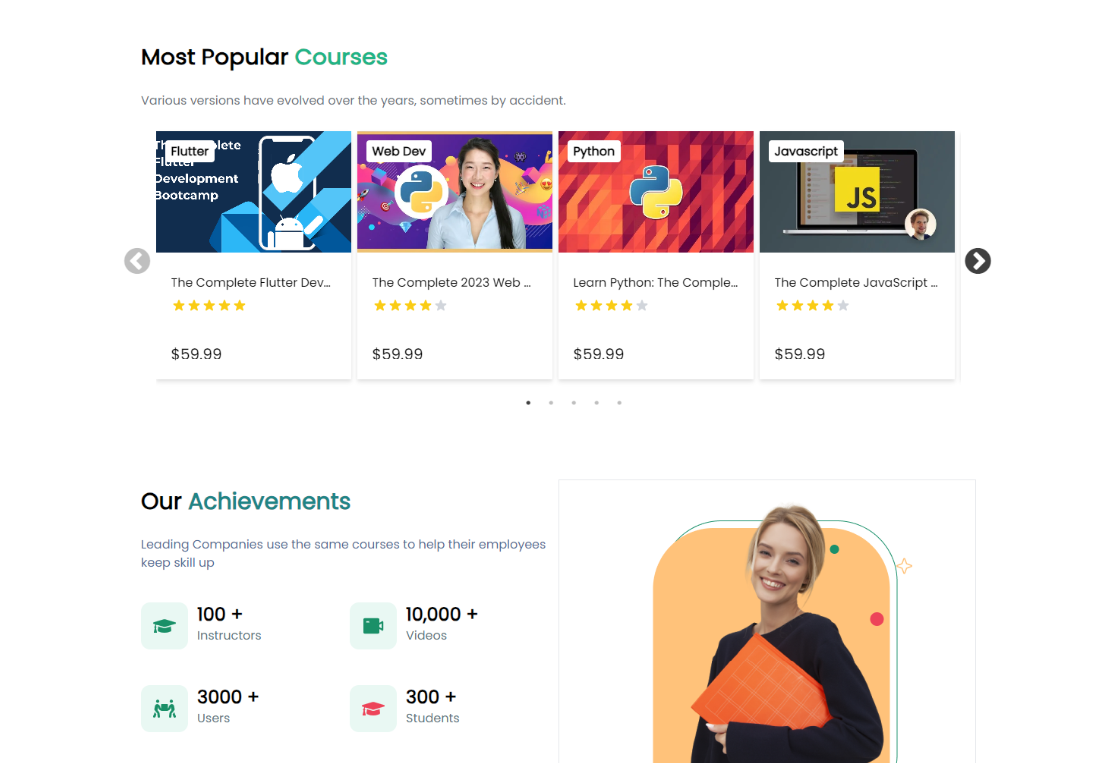 Most Popular Courses
Various versions have evolved over the years, sometimes by accident.
Flutter
Development
Bootcamp
Web Dev
Python
Javascript
JS
The Complete Flutter Dev...
The Complete 2023 Web ...
Learn Python: The Comple...
The Complete JavaScript ...
$59.99
$59.99
$59.99
$59.99
Our Achievements
Leading Companies use the same courses to help their employees
keep skill up
100 +
Instructors
10,000 +
Videos
3000 +
Users
300 +
Students